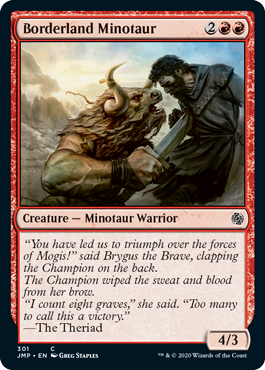 Borderland Minotaur 2
Creature — Minotaur Warrior
“You have led us to triumph over the forces
of Mogis!” said Brygus the Brave, clapping
the Champion on the back.
The Champion wiped the sweat and blood
from her brow.
“I count eight graves,” she said. “Too many
to call this a victory.”
—The Theriad
4/3
301 C
JMP • EN Greg Staples ™ & © 2020 Wizards of the Coast